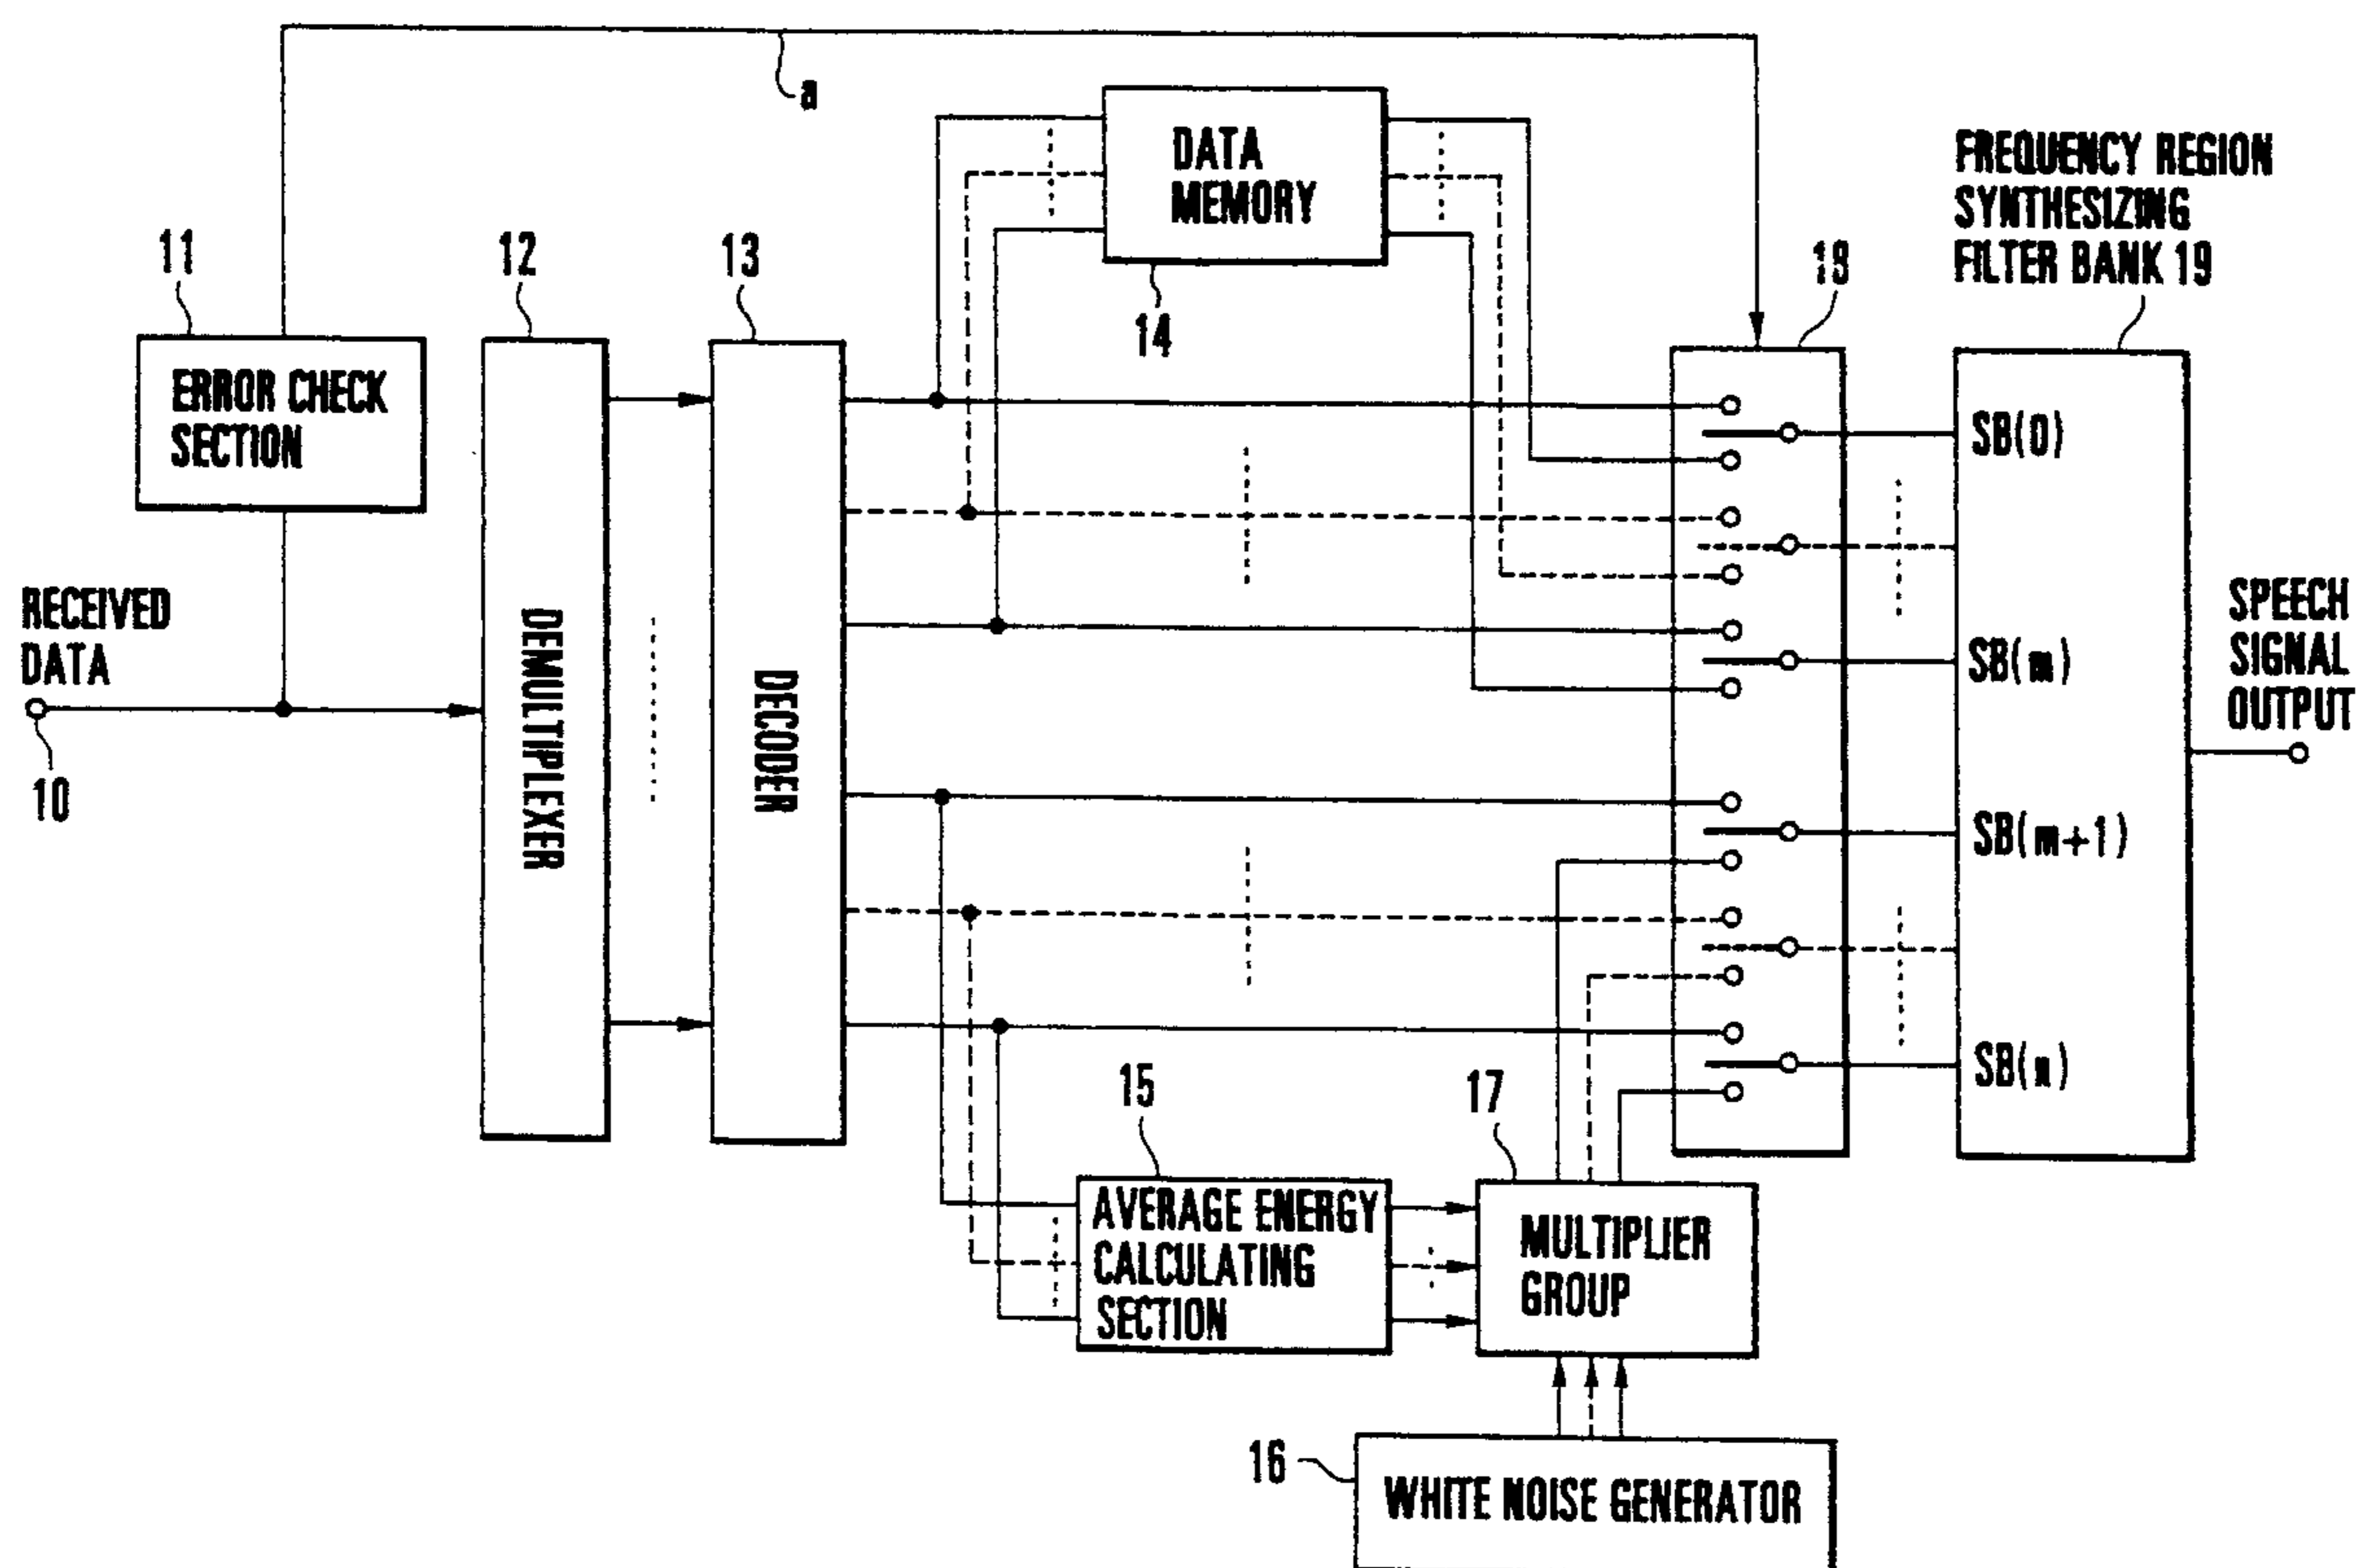 a
DATA
MEMORY
14
FREQUENCY REGION
SYNTHESIZING
FILTER BANK 19
11
12
13
18
ERROR CHECK
SECTION
SB(0)
RECEIVED
DATA
10
DEMULTIPLEXER
DECODER
SB(m)
SPEECH
SIGNAL
OUTPUT
SB(m+1)
SB(n)
15
17
AVERAGE ENERGY
CALCULATING
SECTION
MULTIPLIER
GROUP
16
WHITE NOISE GENERATOR